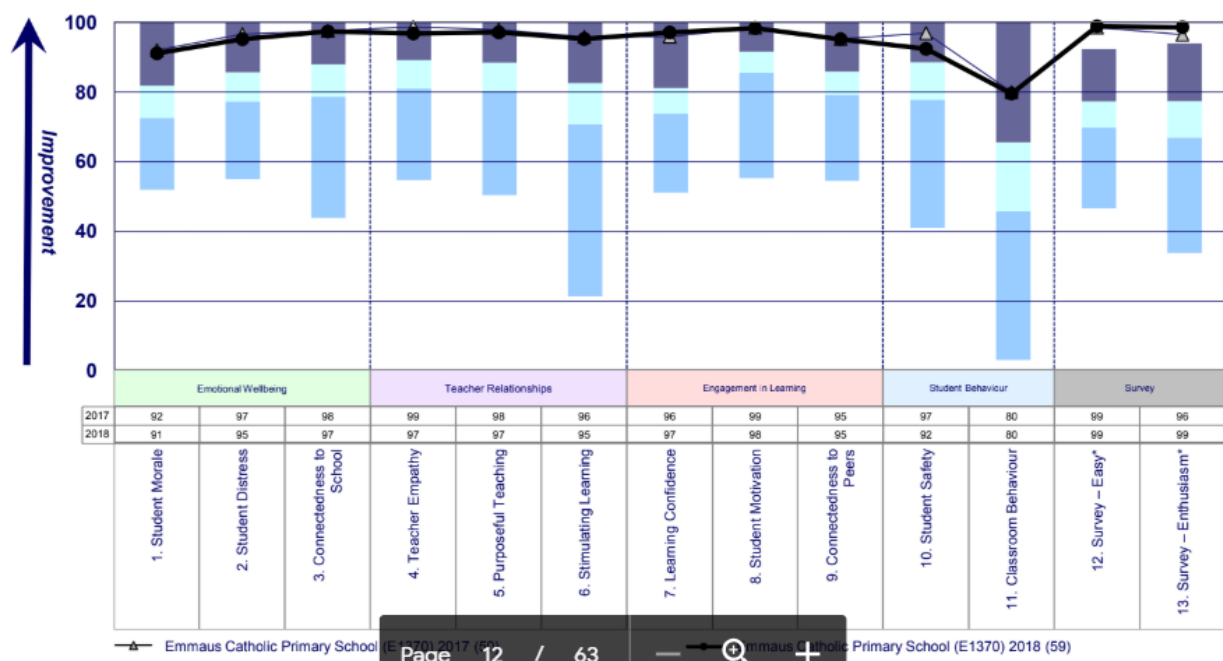 100
80
60
40
20
0
Improvement
Emotional Wellbeing
Teacher Relationships
Engagement in Learning
Student Behaviour
Survey
2017 92 97 98 99 98 96 96 99 95 97 80 99 96
2018 91 95 97 97 97 95 97 98 95 92 80 99 99
1. Student Morale
2. Student Distress
3. Connectedness to
School
4. Teacher Empathy
5. Purposeful Teaching
6. Stimulating Learning
7. Learning Confidence
8. Student Motivation
9. Connectedness to
Peers
10. Student Safety
11. Classroom Behaviour
12. Survey – Easy*
13. Survey – Enthusiasm*
Emmaus Catholic Primary School (E1370) 2017 (59)
Emmaus Catholic Primary School (E1370) 2018 (59)
Page 12 / 63